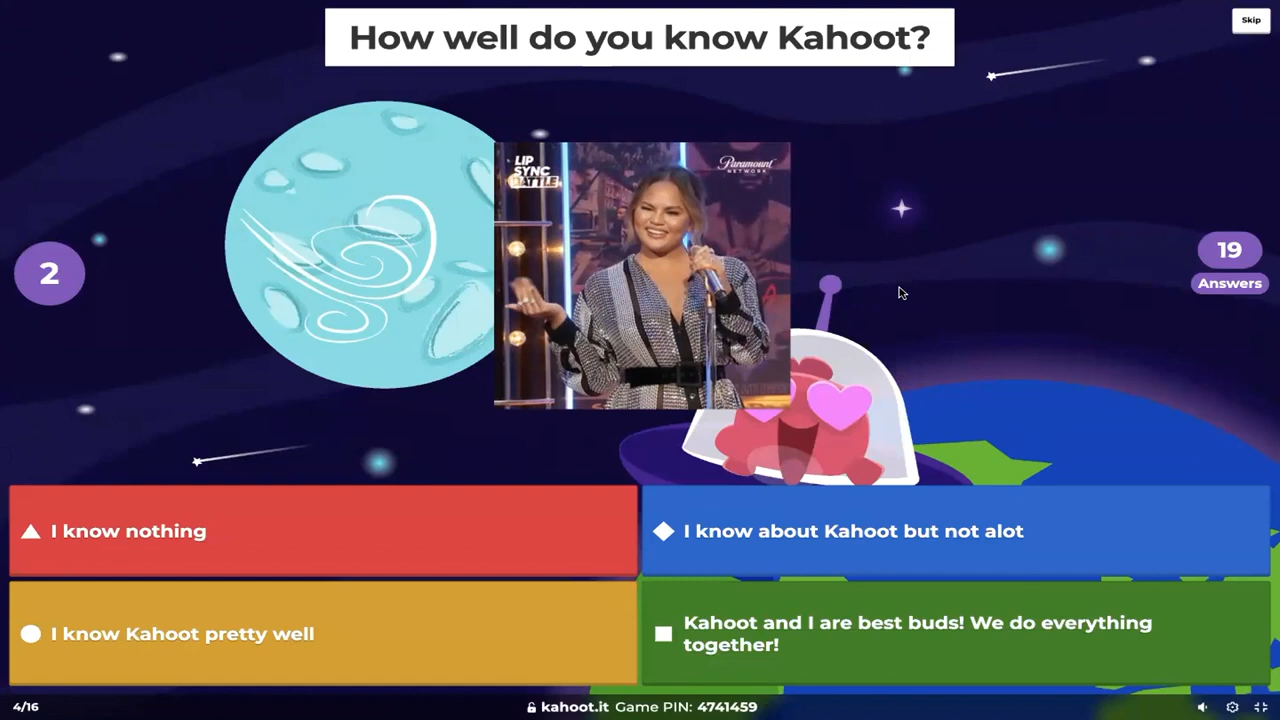 How well do you know Kahoot?
Skip
LIP
SYNC
BATTLE
Paramount
NETWORK
2
19
Answers
I know nothing
I know about Kahoot but not alot
I know Kahoot pretty well
Kahoot and I are best buds! We do everything
together!
4/16
kahoot.it Game PIN: 4741459